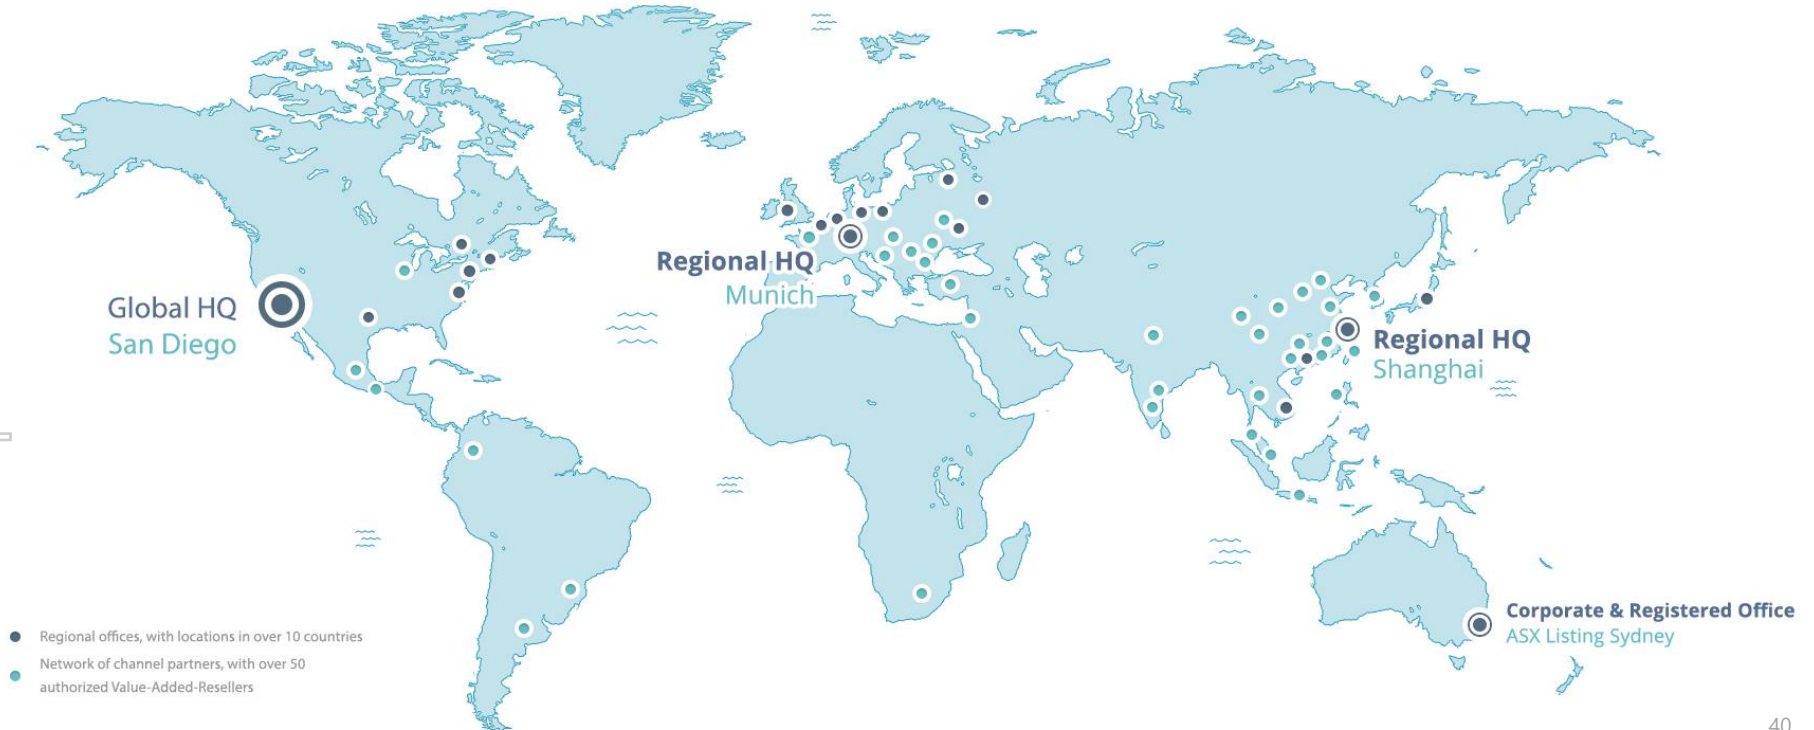 Global HQ
San Diego
Regional HQ
Munich
Regional HQ
Shanghai
Corporate & Registered Office
ASX Listing Sydney
Regional offices, with locations in over 10 countries
Network of channel partners, with over 50
authorized Value-Added-Resellers
40